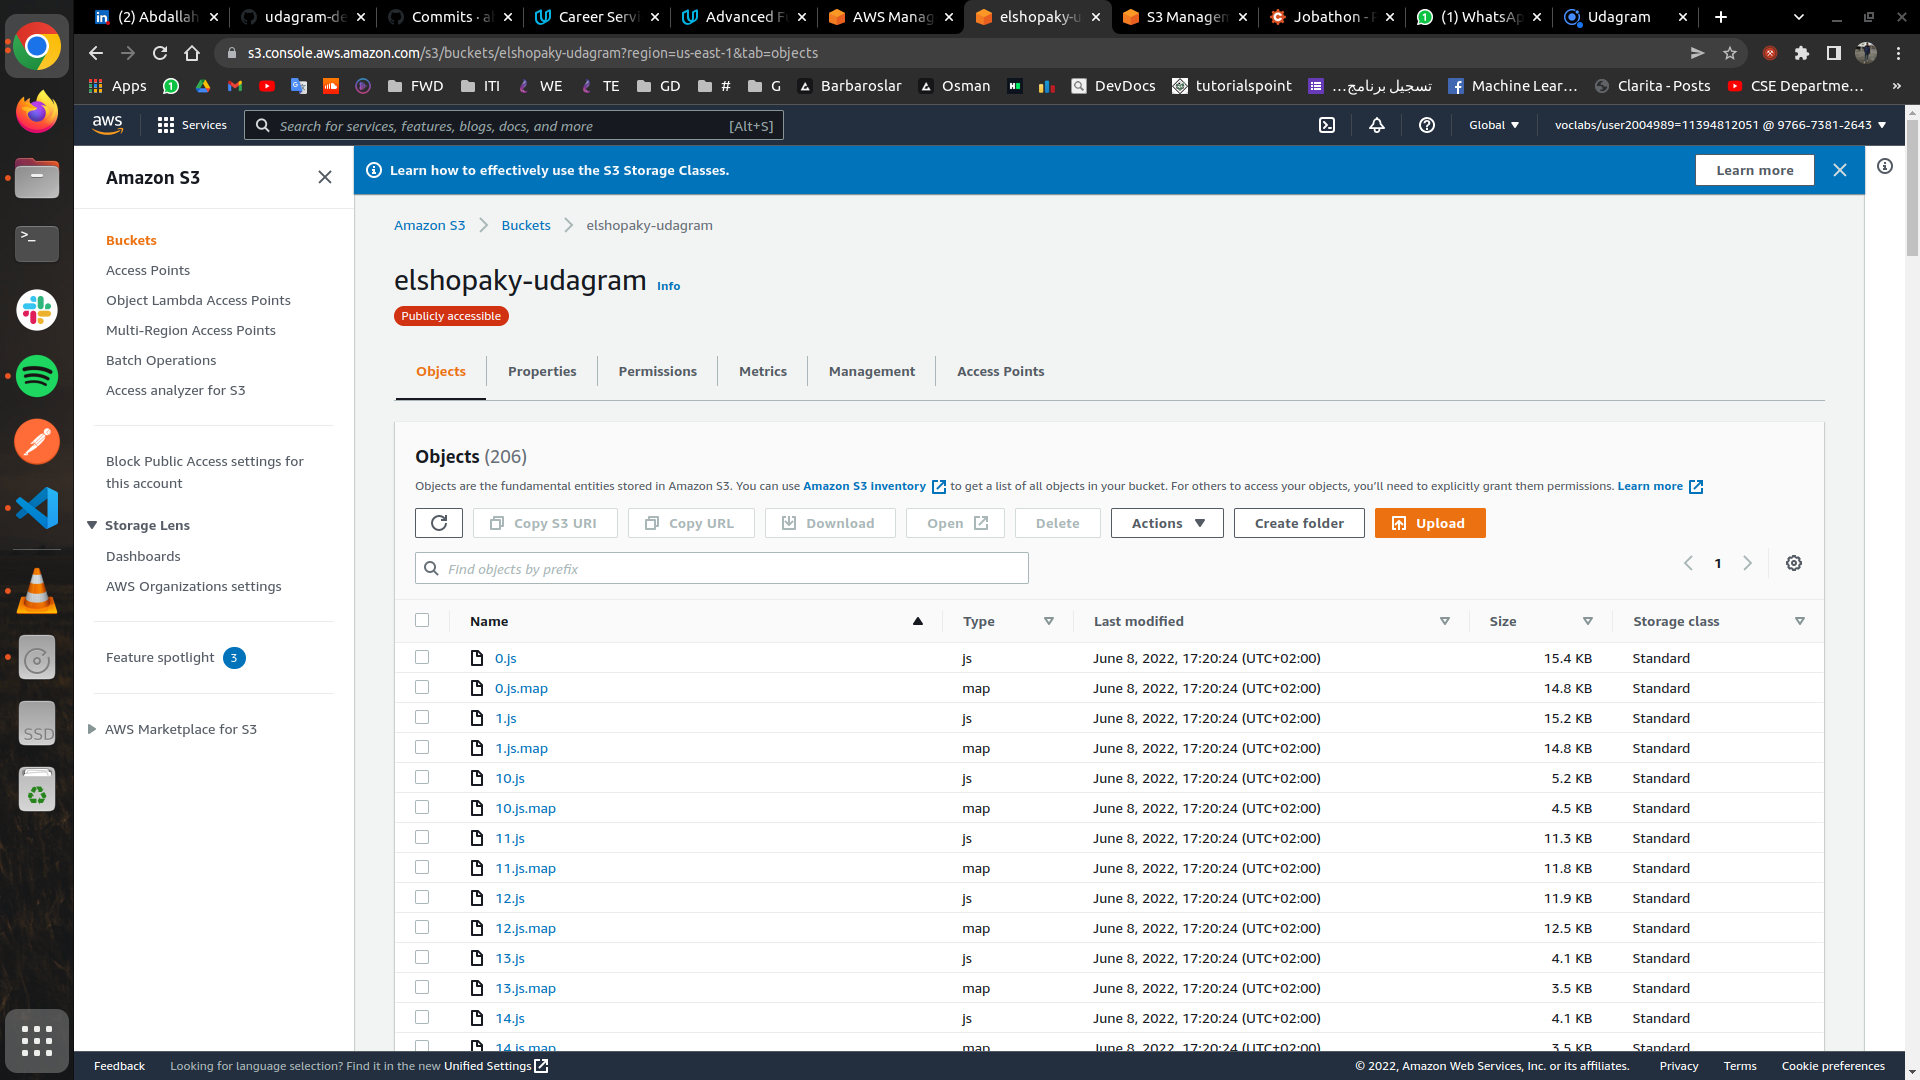 (2) Abdallah
udagram-de
Commits · al
Career Servi
Advanced F
AWS Manag
elshopaky-u
S3 Managem
Jobathon - P
(1) WhatsAp
Udagram
s3.console.aws.amazon.com/s3/buckets/elshopaky-udagram?region=us-east-1&tab=objects
Apps
FWD
ITI
WE
TE
GD
#
G
Barbaroslar
Osman
DevDocs
tutorialspoint
تسجيل برنامج...
Machine Lear...
Clarita - Posts
CSE Departme...
»
aws
Services
Search for services, features, blogs, docs, and more
[Alt+S]
Global
voclabs/user2004989=11394812051 @ 9766-7381-2643
Amazon S3
Buckets
Access Points
Object Lambda Access Points
Multi-Region Access Points
Batch Operations
Access analyzer for S3
Block Public Access settings for
this account
Storage Lens
Dashboards
AWS Organizations settings
Feature spotlight 3
AWS Marketplace for S3
Learn how to effectively use the S3 Storage Classes.
Learn more
Amazon S3
Buckets
elshopaky-udagram
elshopaky-udagram Info
Publicly accessible
Objects
Properties
Permissions
Metrics
Management
Access Points
Objects (206)
Objects are the fundamental entities stored in Amazon S3. You can use Amazon S3 inventory to get a list of all objects in your bucket. For others to access your objects, you'll need to explicitly grant them permissions. Learn more
Copy S3 URI
Copy URL
Download
Open
Delete
Actions
Create folder
Upload
Find objects by prefix
1
Name Type Last modified Size Storage class
0.js js June 8, 2022, 17:20:24 (UTC+02:00) 15.4 KB Standard
0.js.map map June 8, 2022, 17:20:24 (UTC+02:00) 14.8 KB Standard
1.js js June 8, 2022, 17:20:24 (UTC+02:00) 15.2 KB Standard
1.js.map map June 8, 2022, 17:20:24 (UTC+02:00) 14.8 KB Standard
10.js js June 8, 2022, 17:20:24 (UTC+02:00) 5.2 KB Standard
10.js.map map June 8, 2022, 17:20:24 (UTC+02:00) 4.5 KB Standard
11.js js June 8, 2022, 17:20:24 (UTC+02:00) 11.3 KB Standard
11.js.map map June 8, 2022, 17:20:24 (UTC+02:00) 11.8 KB Standard
12.js js June 8, 2022, 17:20:24 (UTC+02:00) 11.9 KB Standard
12.js.map map June 8, 2022, 17:20:24 (UTC+02:00) 12.5 KB Standard
13.js js June 8, 2022, 17:20:24 (UTC+02:00) 4.1 KB Standard
13.js.map map June 8, 2022, 17:20:24 (UTC+02:00) 3.5 KB Standard
14.js js June 8, 2022, 17:20:24 (UTC+02:00) 4.1 KB Standard
14.js.map map June 8, 2022, 17:20:24 (UTC+02:00) 3.5 KB Standard
SSD
Feedback
Looking for language selection? Find it in the new Unified Settings
© 2022, Amazon Web Services, Inc. or its affiliates.
Privacy
Terms
Cookie preferences